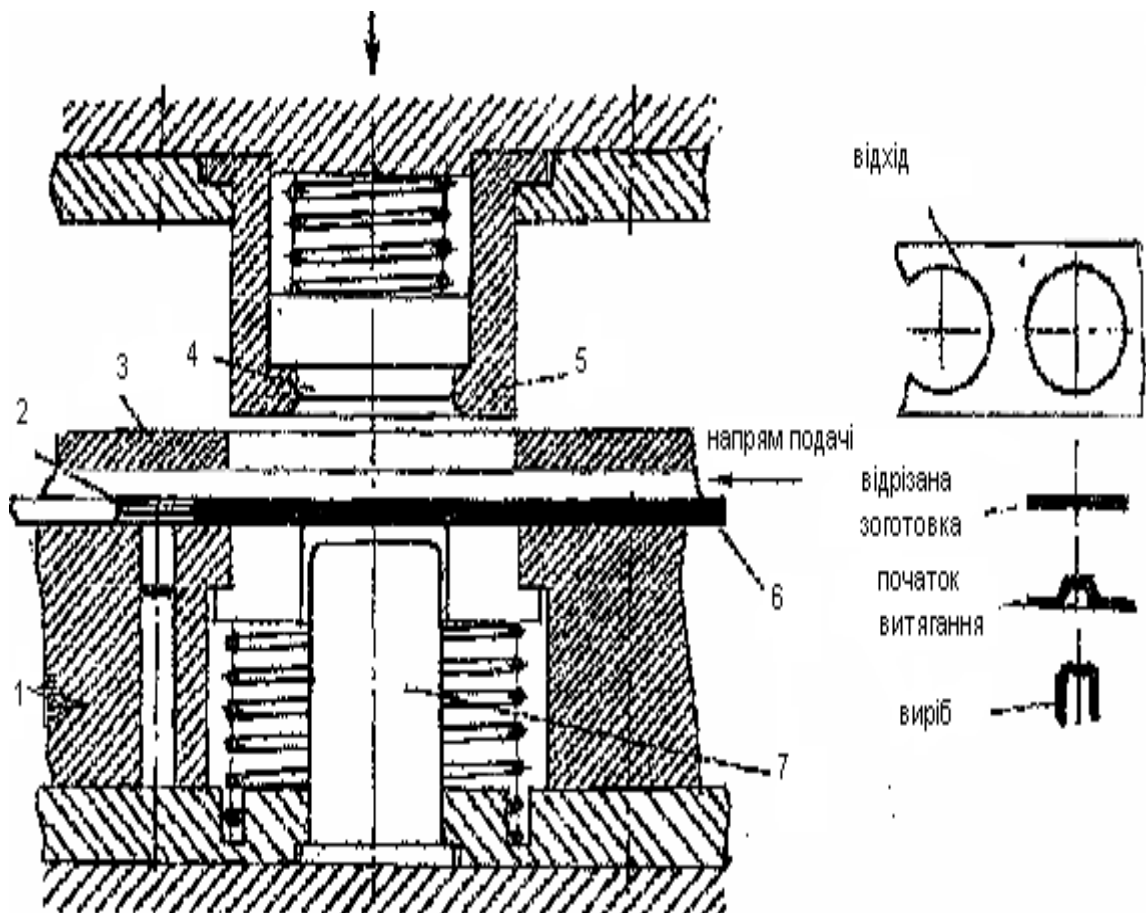 відхід
4
5
3
2
напрям подачі
відрізана
зоготовка
6
початок
витягання
1
виріб
7